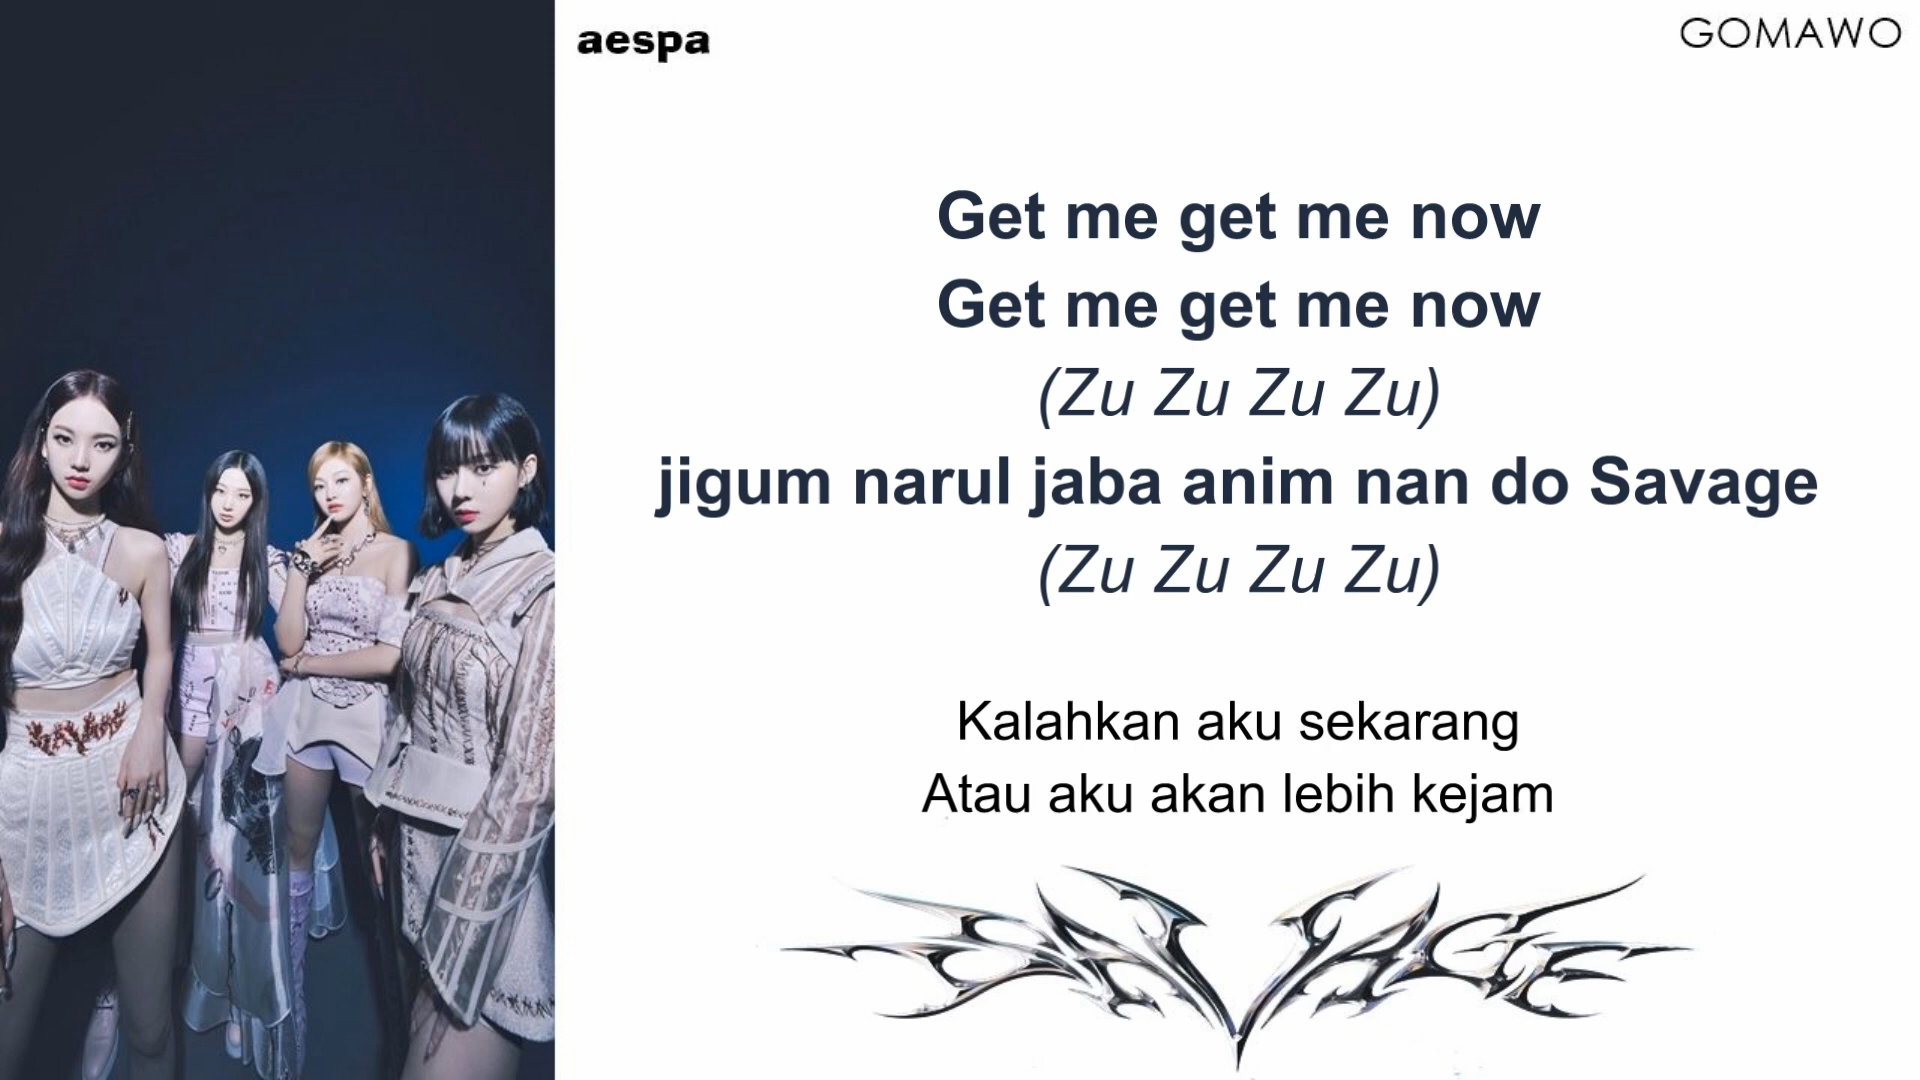 aespa
GOMAWO
Get me get me now
Get me get me now
(Zu Zu Zu Zu)
jigum narul jaba anim nan do Savage
(Zu Zu Zu Zu)
Kalahkan aku sekarang
Atau aku akan lebih kejam
SAVAGE